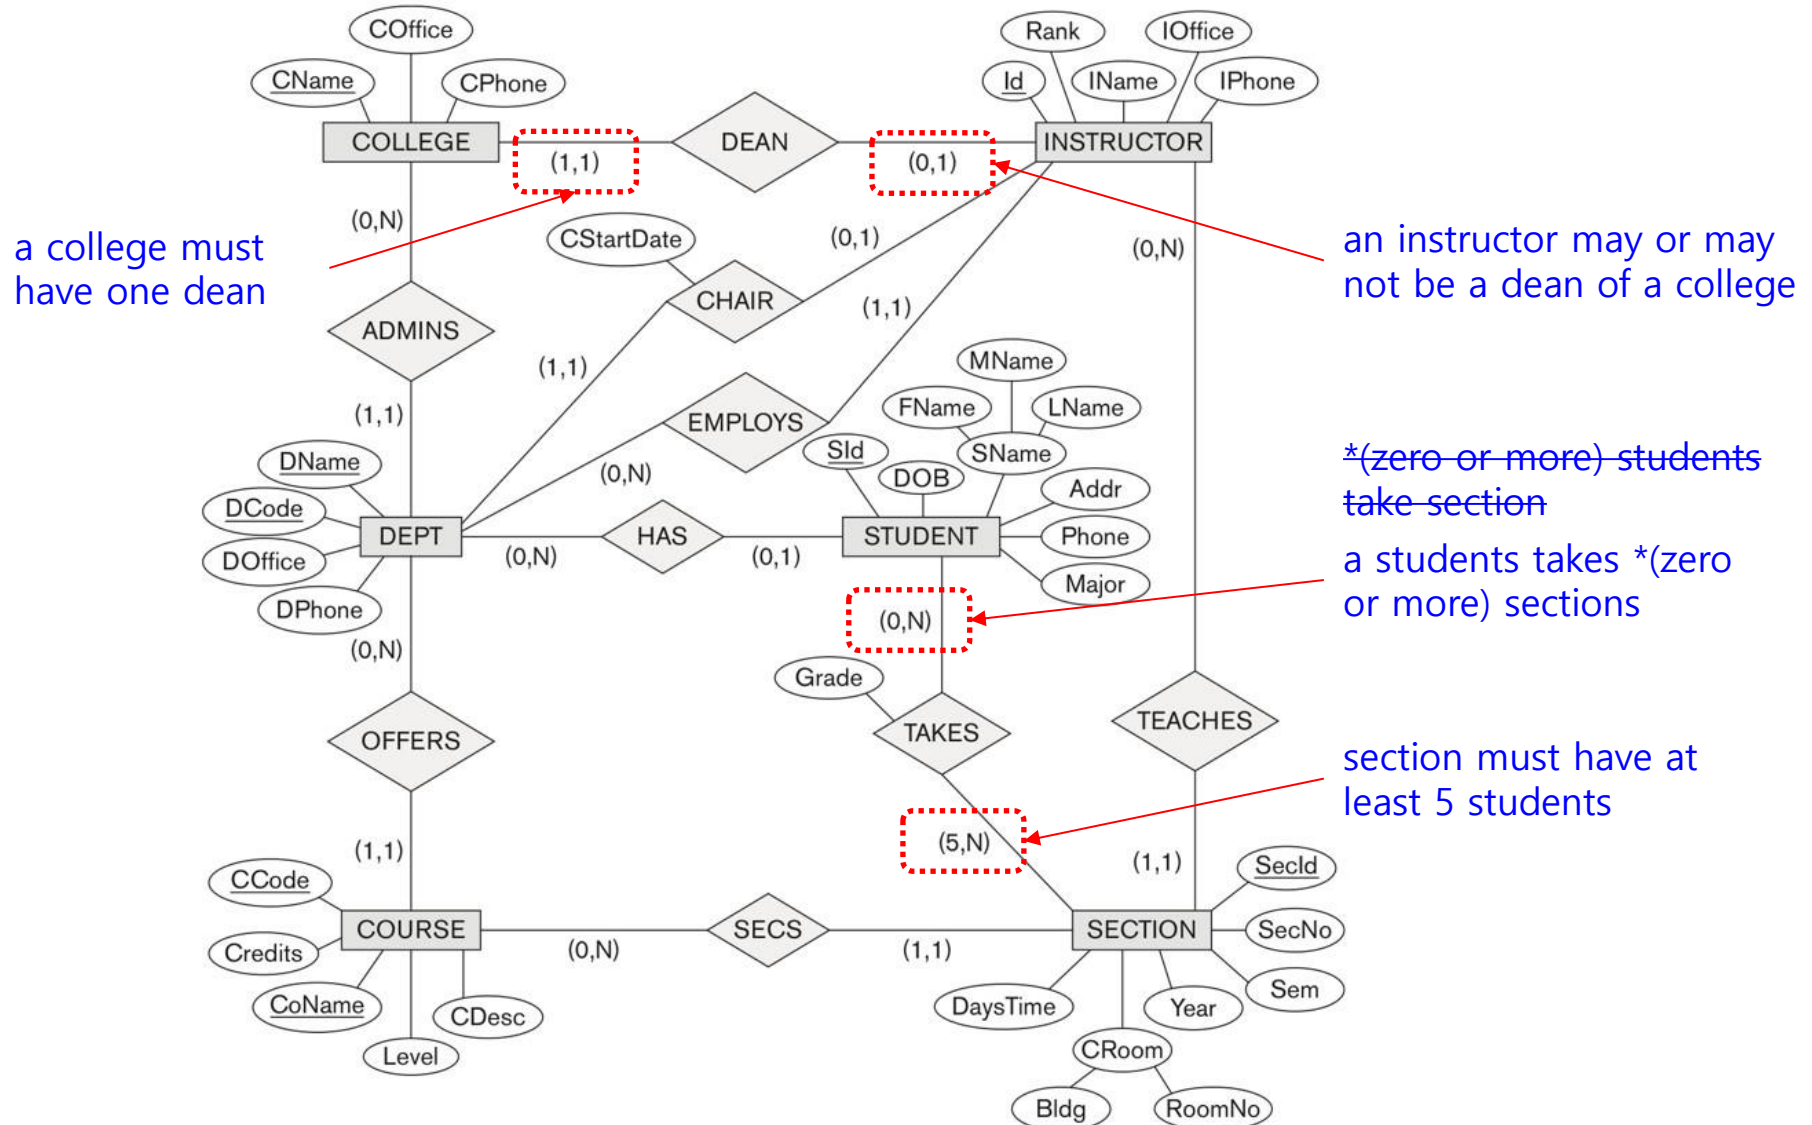 COffice
CName
CPhone
COLLEGE
DEAN
Rank
IOffice
Id
IName
IPhone
INSTRUCTOR
(1,1)
(0,1)
a college must
have one dean
(0,N)
CStartDate
(0,1)
(0,N)
an instructor may or may
not be a dean of a college
CHAIR
ADMINS
(1,1)
(1,1)
(1,1)
EMPLOYS
MName
FName
LName
SId
SName
DOB
Addr
*(zero or more) students
take section
DName
(0,N)
DCode
DEPT
HAS
STUDENT
Phone
DOffice
(0,N)
(0,1)
Major
a students takes *(zero
or more) sections
DPhone
(0,N)
(0,N)
Grade
OFFERS
TAKES
TEACHES
section must have at
least 5 students
(1,1)
(5,N)
(1,1)
CCode
SecId
COURSE
SECS
SECTION
SecNo
Credits
(0,N)
(1,1)
CoName
CDesc
DaysTime
Year
Sem
Level
CRoom
Bldg
RoomNo